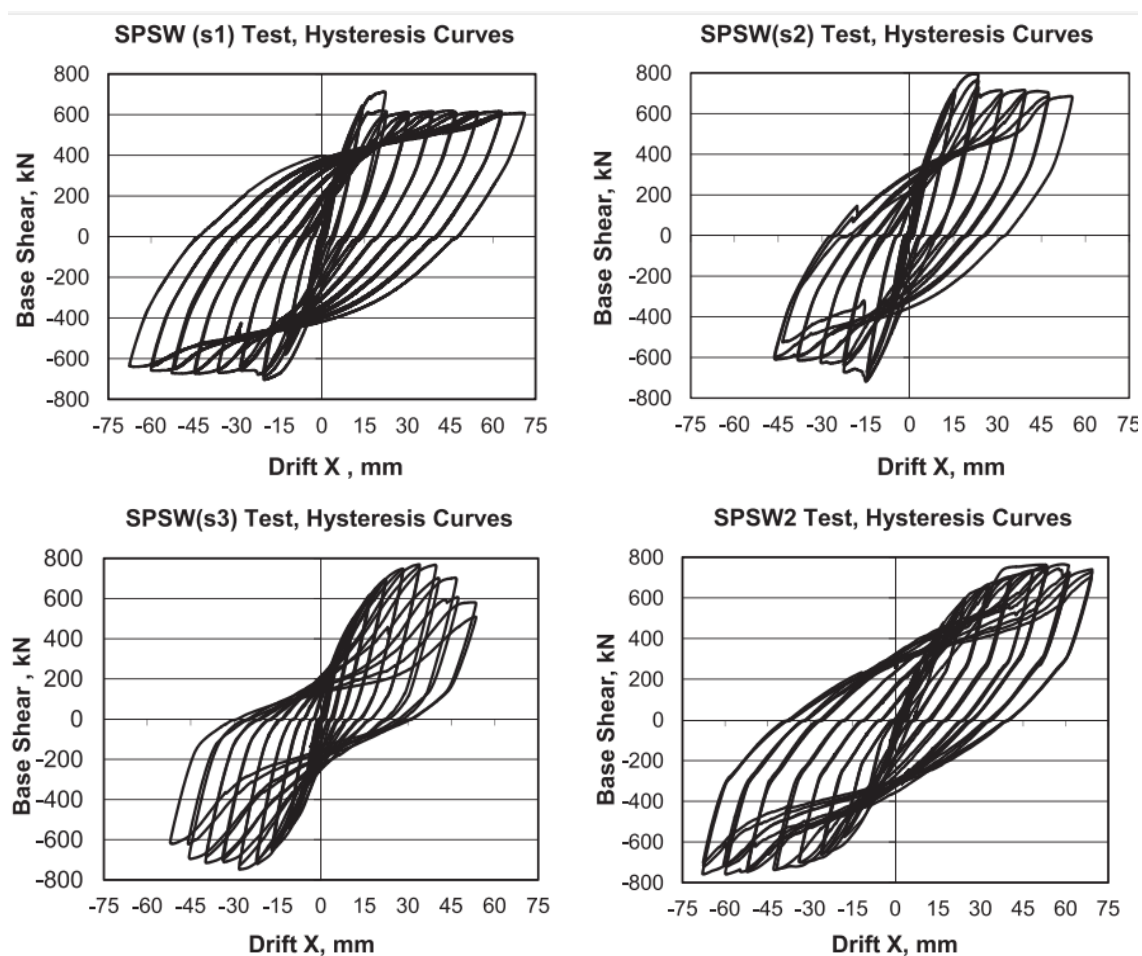 SPSW (s1) Test, Hysteresis Curves
800
600
400
200
0
-200
-400
-600
-800
Base Shear, kN
-75 -60 -45 -30 -15 0 15 30 45 60 75
Drift X , mm
SPSW(s2) Test, Hysteresis Curves
800
600
400
200
0
-200
-400
-600
-800
Base Shear, kN
-75 -60 -45 -30 -15 0 15 30 45 60 75
Drift X, mm
SPSW(s3) Test, Hysteresis Curves
800
600
400
200
0
-200
-400
-600
-800
Base Shear , kN
-75 -60 -45 -30 -15 0 15 30 45 60 75
Drift X, mm
SPSW2 Test, Hysteresis Curves
800
600
400
200
0
-200
-400
-600
-800
Base Shear, kN
-75 -60 -45 -30 -15 0 15 30 45 60 75
Drift X, mm